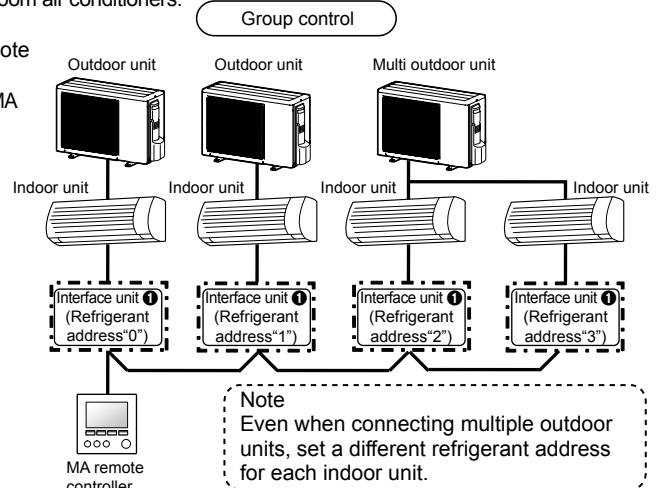 oom air conditioners.
Group control
ote
MA
Outdoor unit
Outdoor unit
Multi outdoor unit
Indoor unit
Indoor unit
Indoor unit
Indoor unit
Interface unit ❶
(Refrigerant
address“0”)
Interface unit ❶
(Refrigerant
address“1”)
Interface unit ❶
(Refrigerant
address“2”)
Interface unit ❶
(Refrigerant
address“3”)
MA remote
controller
Note
Even when connecting multiple outdoor
units, set a different refrigerant address
for each indoor unit.